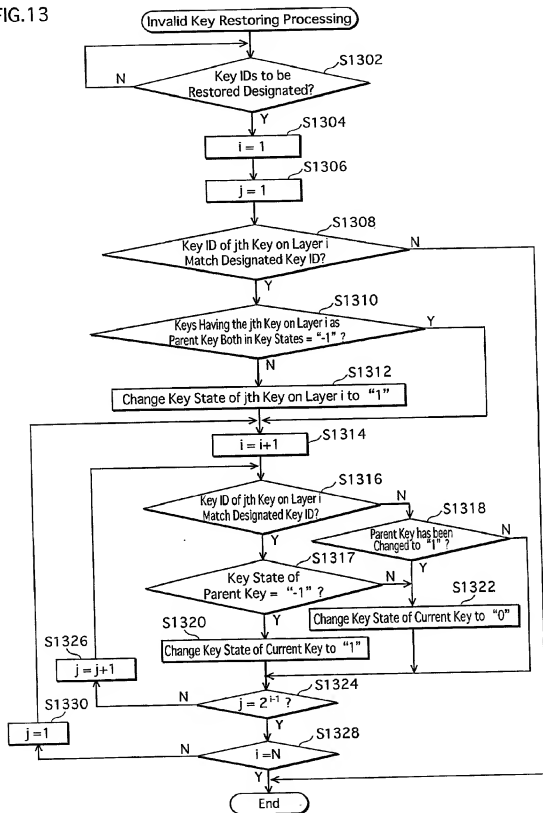 FIG.13
Invalid Key Restoring Processing
S1302
N
Key IDs to be
Restored Designated?
Y
S1304
i = 1
S1306
j = 1
S1308
Key ID of jth Key on Layer i
Match Designated Key ID?
N
Y
S1310
Keys Having the jth Key on Layer i as
Parent Key Both in Key States = “-1” ?
Y
N
S1312
Change Key State of jth Key on Layer i to “1”
i = i+1
S1314
S1316
Key ID of jth Key on Layer i
Match Designated Key ID?
N
S1318
Parent Key has been
Changed to “1” ?
Y
Y
S1317
Key State of
Parent Key = “-1” ?
N
S1322
Change Key State of Current Key to “0”
Y
S1320
Change Key State of Current Key to “1”
S1326
j = j+1
S1324
j = 2^{i-1} ?
N
Y
S1330
j =1
S1328
i =N
N
Y
End